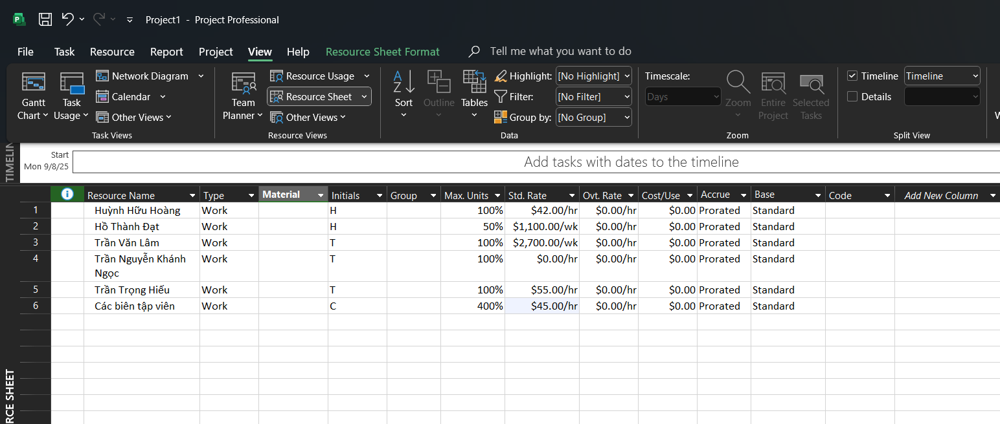 Project1 - Project Professional
File Task Resource Report Project View Help Resource Sheet Format Tell me what you want to do
Gantt Chart
Task Usage
Network Diagram
Calendar
Other Views
Task Views
Team Planner
Resource Usage
Resource Sheet
Other Views
Resource Views
Sort
Outline
Tables
Highlight: [No Highlight]
Filter: [No Filter]
Group by: [No Group]
Data
Timescale:
Days
Zoom
Entire Project
Selected Tasks
Zoom
Timeline Timeline
Details
Split View
TIMELIN
Start
Mon 9/8/25
Add tasks with dates to the timeline
Resource Name Type Material Initials Group Max. Units Std. Rate Ovt. Rate Cost/Use Accrue Base Code Add New Column
1 Huỳnh Hữu Hoàng Work H 100% $42.00/hr $0.00/hr $0.00 Prorated Standard
2 Hồ Thành Đạt Work H 50% $1,100.00/wk $0.00/hr $0.00 Prorated Standard
3 Trần Văn Lâm Work T 100% $2,700.00/wk $0.00/hr $0.00 Prorated Standard
4 Trần Nguyễn Khánh Work T 100% $0.00/hr $0.00/hr $0.00 Prorated Standard
Ngọc
5 Trần Trọng Hiếu Work T 100% $55.00/hr $0.00/hr $0.00 Prorated Standard
6 Các biên tập viên Work C 400% $45.00/hr $0.00/hr $0.00 Prorated Standard
RCE SHEET